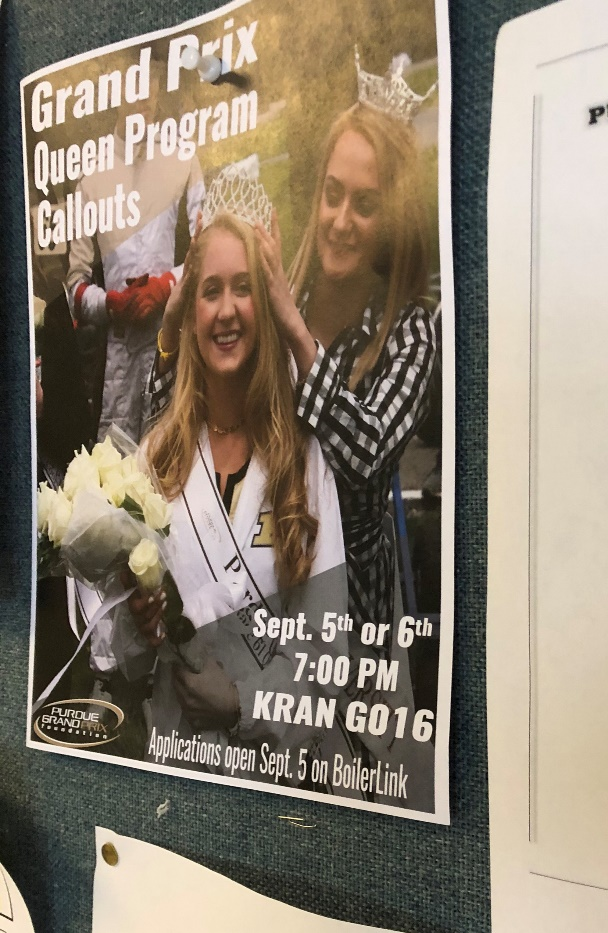 Grand Prix
Queen Program
Callouts
Sept. 5th or 6th
7:00 PM
KRAN G016
Applications open Sept. 5 on BoilerLink
PURDUE
GRAND PRIX
foundation